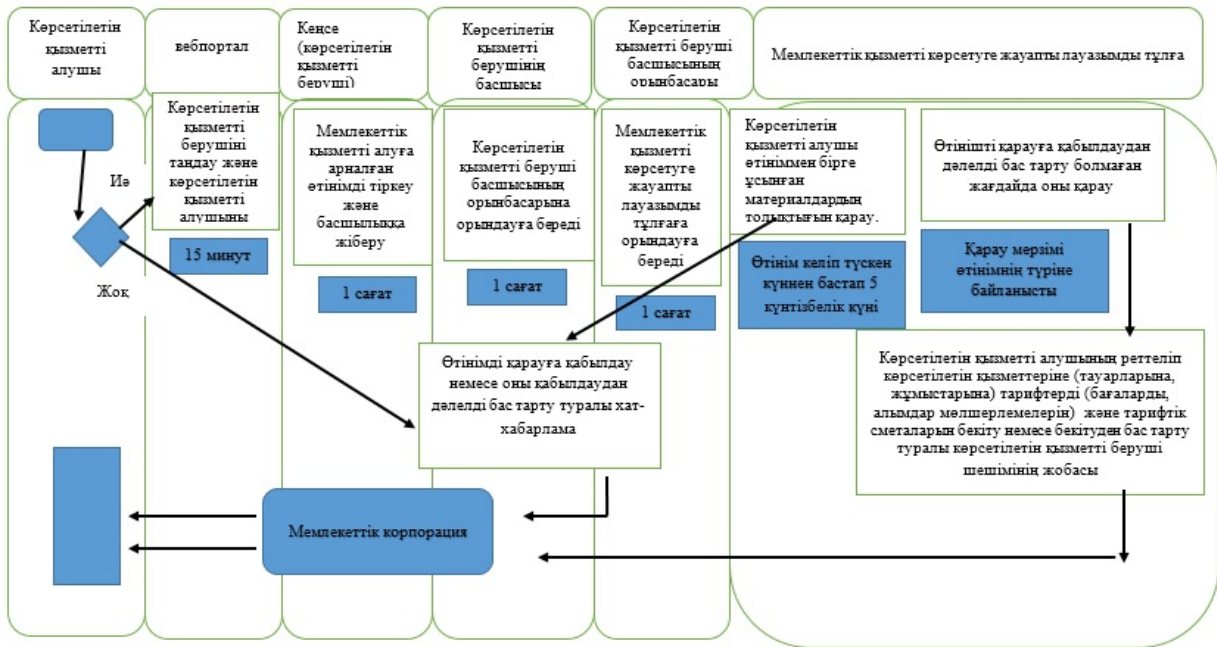 Көрсетілетін
қызметті
алушы
вебпортал
Кеңсе
(көрсетілетін
қызметті
беруші)
Көрсетілетін
қызметті
берушінің
басшысы
Көрсетілетін
қызметті беруші
басшысының
орынбасары
Мемлекеттік қызметті көрсетуге жауапты лауазымды тұлға
Иә
Жоқ
Көрсетілетін
қызметті
берушіні
таңдау және
көрсетілетін
қызметті
алушыны
15 минут
Мемлекеттік
қызметті алуға
арналған
өтінімді тіркеу
және
басшылыққа
жіберу
1 сағат
Көрсетілетін
қызметті беруші
басшысының
орынбасарына
орындауға береді
1 сағат
Мемлекеттік
қызметті
көрсетуге
жауапты
лауазымды
тұлғаға
орындауға
береді
1 сағат
Көрсетілетін
қызметті алушы
өтініммен бірге
ұсынған
материалдардың
толықтығын қарау.
Өтінім келіп түскен
күннен бастап 5
күнтізбелік күні
Өтінішті қарауға қабылдаудан
дәлелді бас тарту болмаған
жағдайда оны қарау
Қарау мерзімі
өтінімнің түріне
байланысты
Өтінімді қарауға қабылдау
немесе оны қабылдаудан
дәлелді бас тарту туралы хат-
хабарлама
Көрсетілетін қызметті алушының реттеліп
көрсетілетін қызметтеріне (тауарларына,
жұмыстарына) тарифтерді (бағаларды,
алымдар мөлшерлемелерін) және тарифтік
сметаларын бекіту немесе бекітуден бас тарту
туралы көрсетілетін қызметті беруші
шешімінің жобасы
Мемлекеттік корпорация